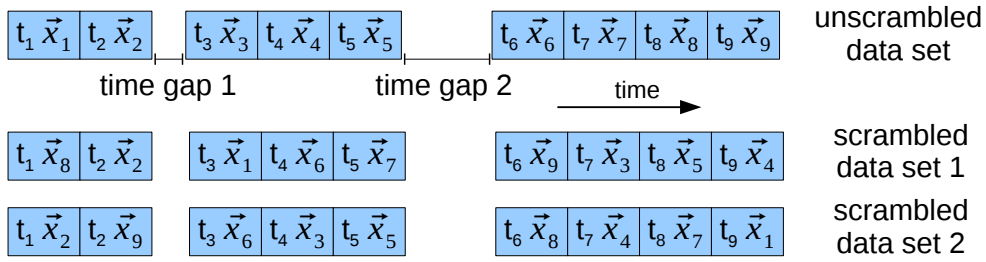 t₁ x⃗₁ t₂ x⃗₂ t₃ x⃗₃ t₄ x⃗₄ t₅ x⃗₅ t₆ x⃗₆ t₇ x⃗₇ t₈ x⃗₈ t₉ x⃗₉ unscrambled
data set
time gap 1 time gap 2 time
t₁ x⃗₈ t₂ x⃗₂ t₃ x⃗₁ t₄ x⃗₆ t₅ x⃗₇ t₆ x⃗₉ t₇ x⃗₃ t₈ x⃗₅ t₉ x⃗₄ scrambled
data set 1
t₁ x⃗₂ t₂ x⃗₉ t₃ x⃗₆ t₄ x⃗₃ t₅ x⃗₅ t₆ x⃗₈ t₇ x⃗₄ t₈ x⃗₇ t₉ x⃗₁ scrambled
data set 2